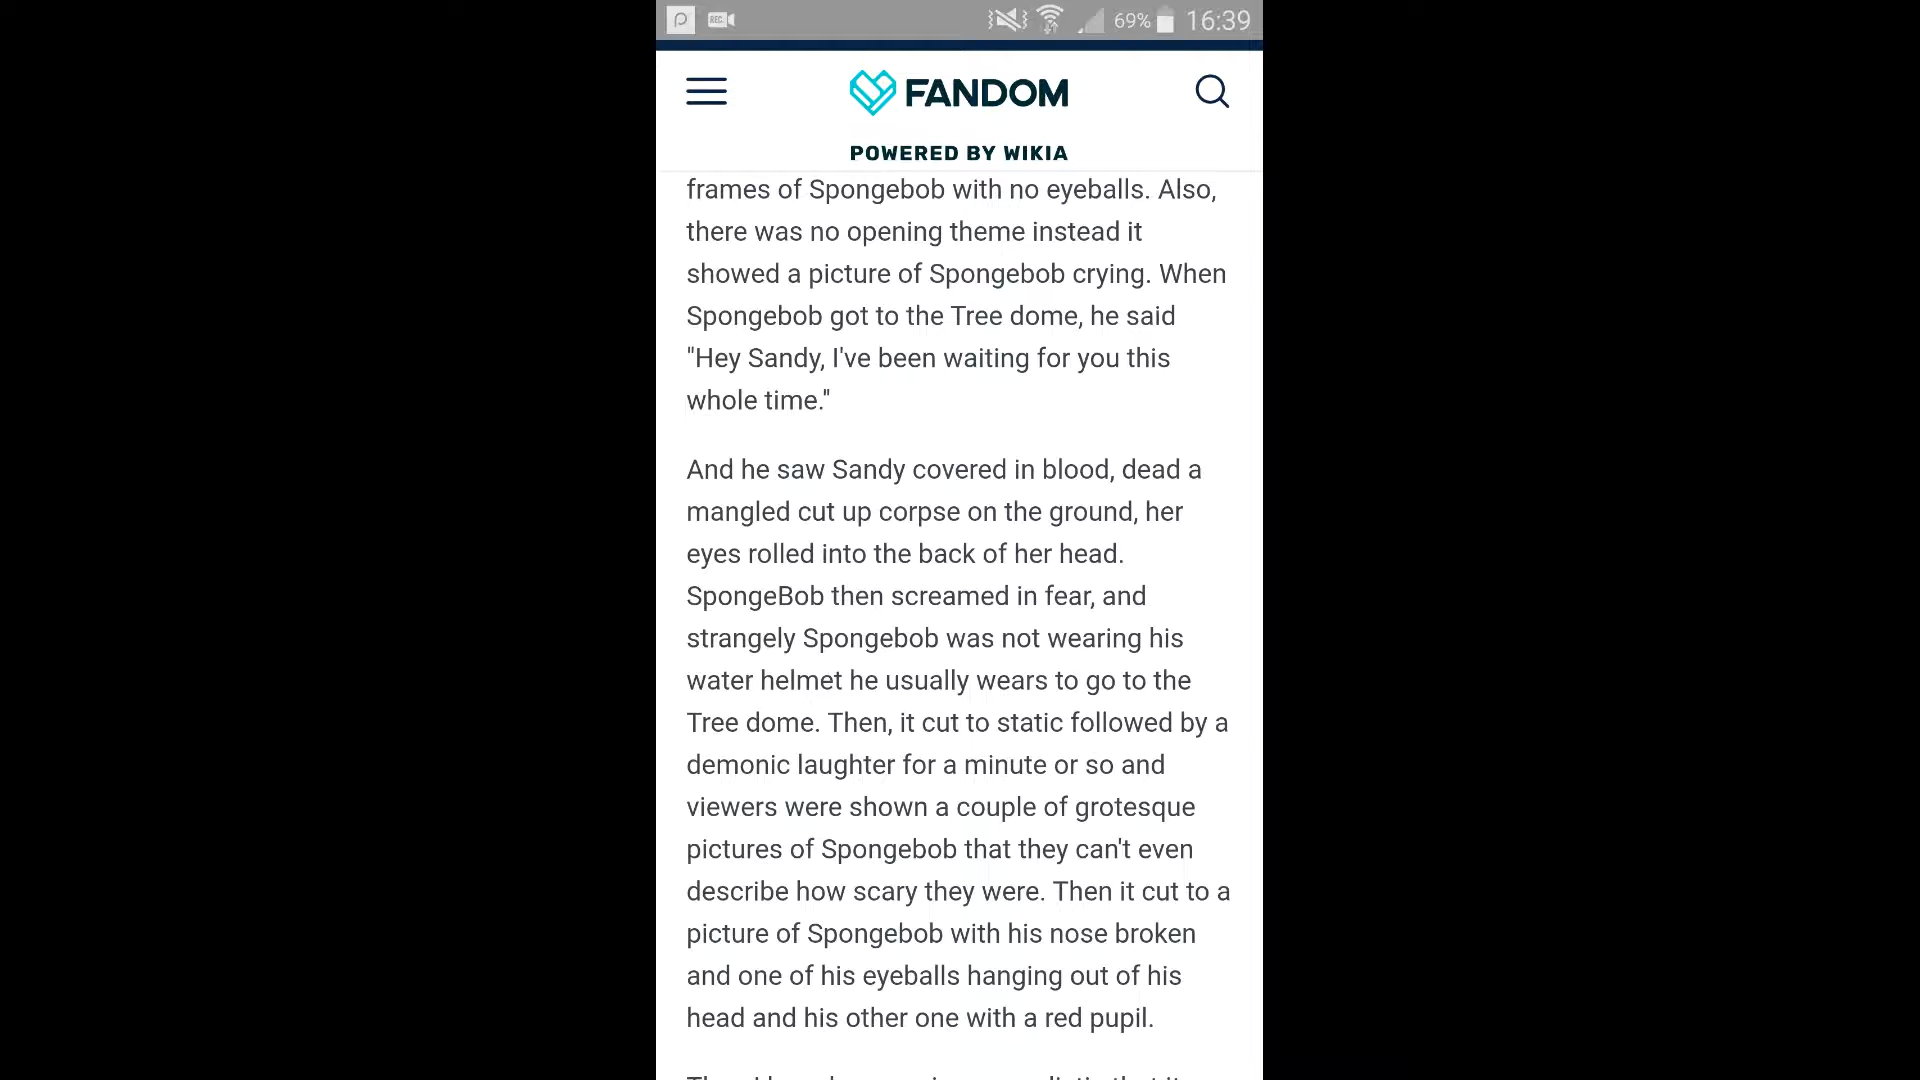 REC 69% 16:39
FANDOM
POWERED BY WIKIA
frames of Spongebob with no eyeballs. Also,
there was no opening theme instead it
showed a picture of Spongebob crying. When
Spongebob got to the Tree dome, he said
"Hey Sandy, I've been waiting for you this
whole time."
And he saw Sandy covered in blood, dead a
mangled cut up corpse on the ground, her
eyes rolled into the back of her head.
SpongeBob then screamed in fear, and
strangely Spongebob was not wearing his
water helmet he usually wears to go to the
Tree dome. Then, it cut to static followed by a
demonic laughter for a minute or so and
viewers were shown a couple of grotesque
pictures of Spongebob that they can't even
describe how scary they were. Then it cut to a
picture of Spongebob with his nose broken
and one of his eyeballs hanging out of his
head and his other one with a red pupil.